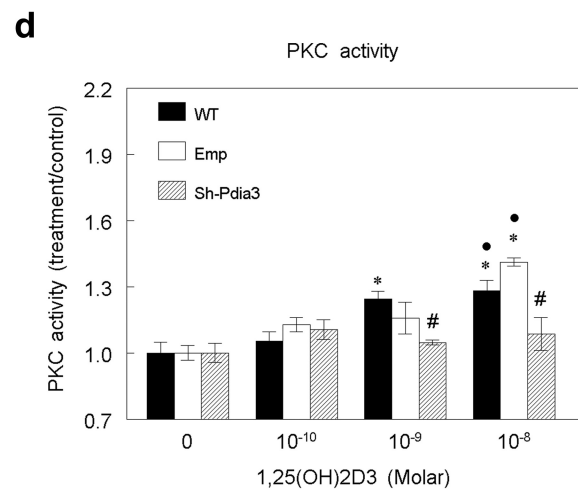 d
PKC activity
PKC activity (treatment/control)
2.2
1.9
1.6
1.3
1.0
0.7
WT
Emp
Sh-Pdia3
*
#
•
*
•
*
#
0 10⁻¹⁰ 10⁻⁹ 10⁻⁸
1,25(OH)2D3 (Molar)